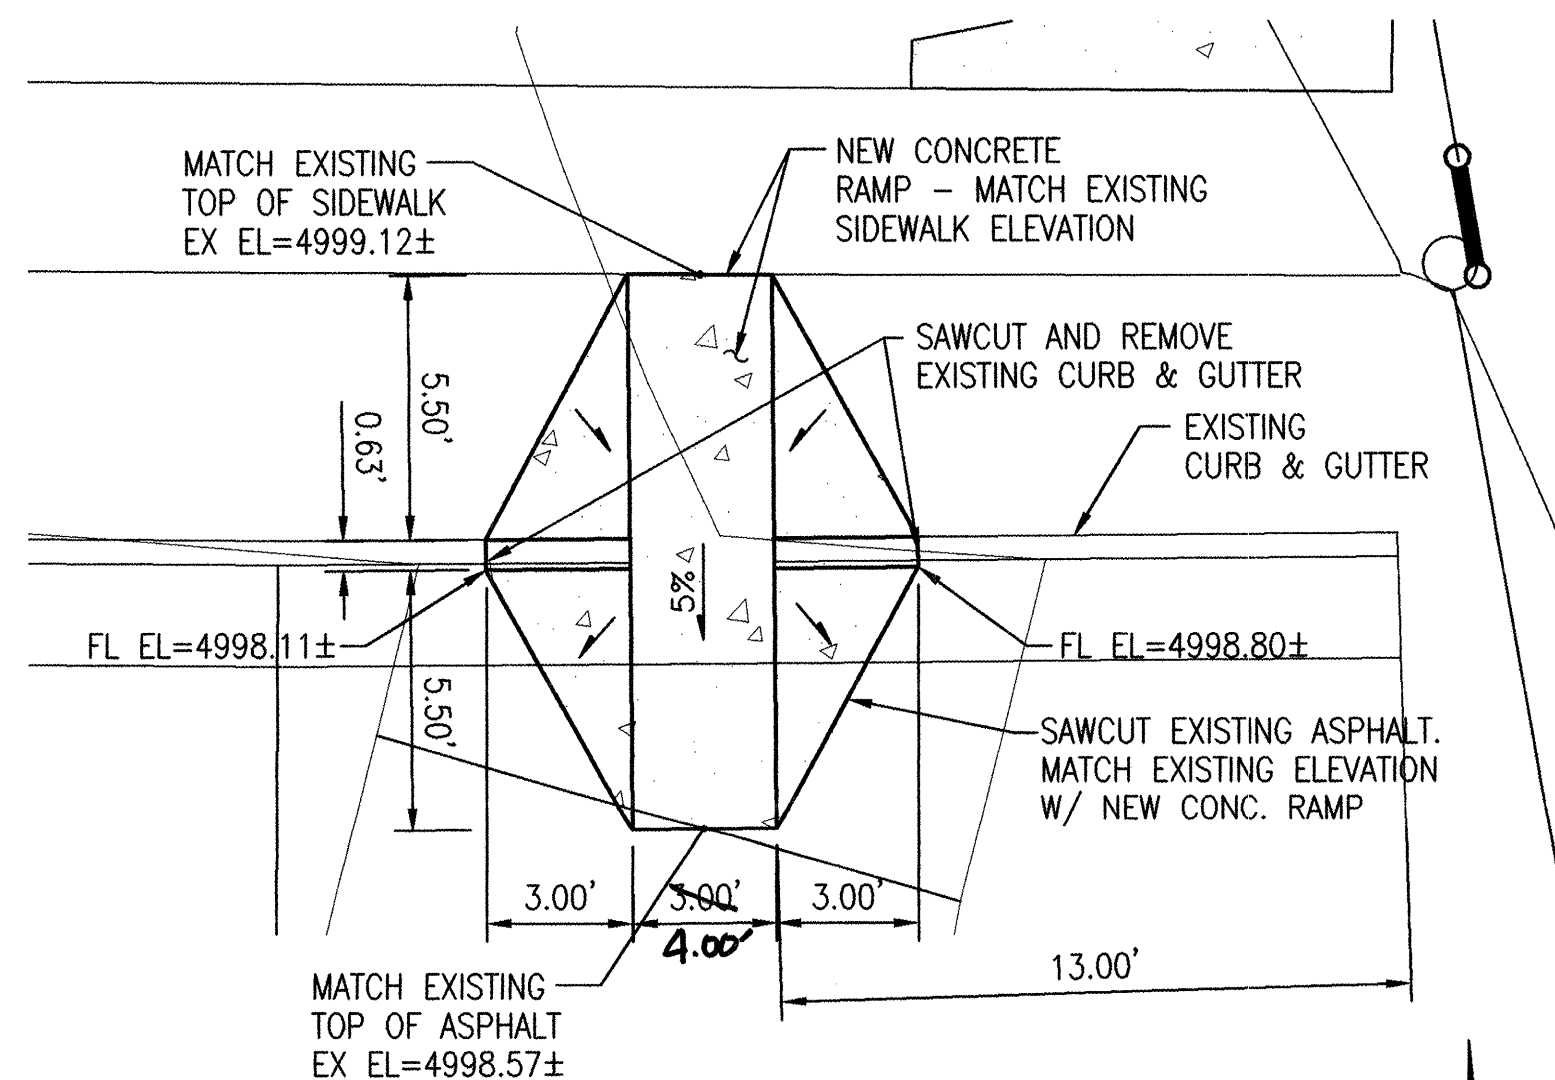 MATCH EXISTING
TOP OF SIDEWALK
EX EL=4999.12±
NEW CONCRETE
RAMP - MATCH EXISTING
SIDEWALK ELEVATION
SAWCUT AND REMOVE
EXISTING CURB & GUTTER
5.50'
0.63'
EXISTING
CURB & GUTTER
5%
FL EL=4998.11±
FL EL=4998.80±
5.50'
SAWCUT EXISTING ASPHALT.
MATCH EXISTING ELEVATION
W/ NEW CONC. RAMP
3.00'
3.00'
3.00'
4.00'
13.00'
MATCH EXISTING
TOP OF ASPHALT
EX EL=4998.57±